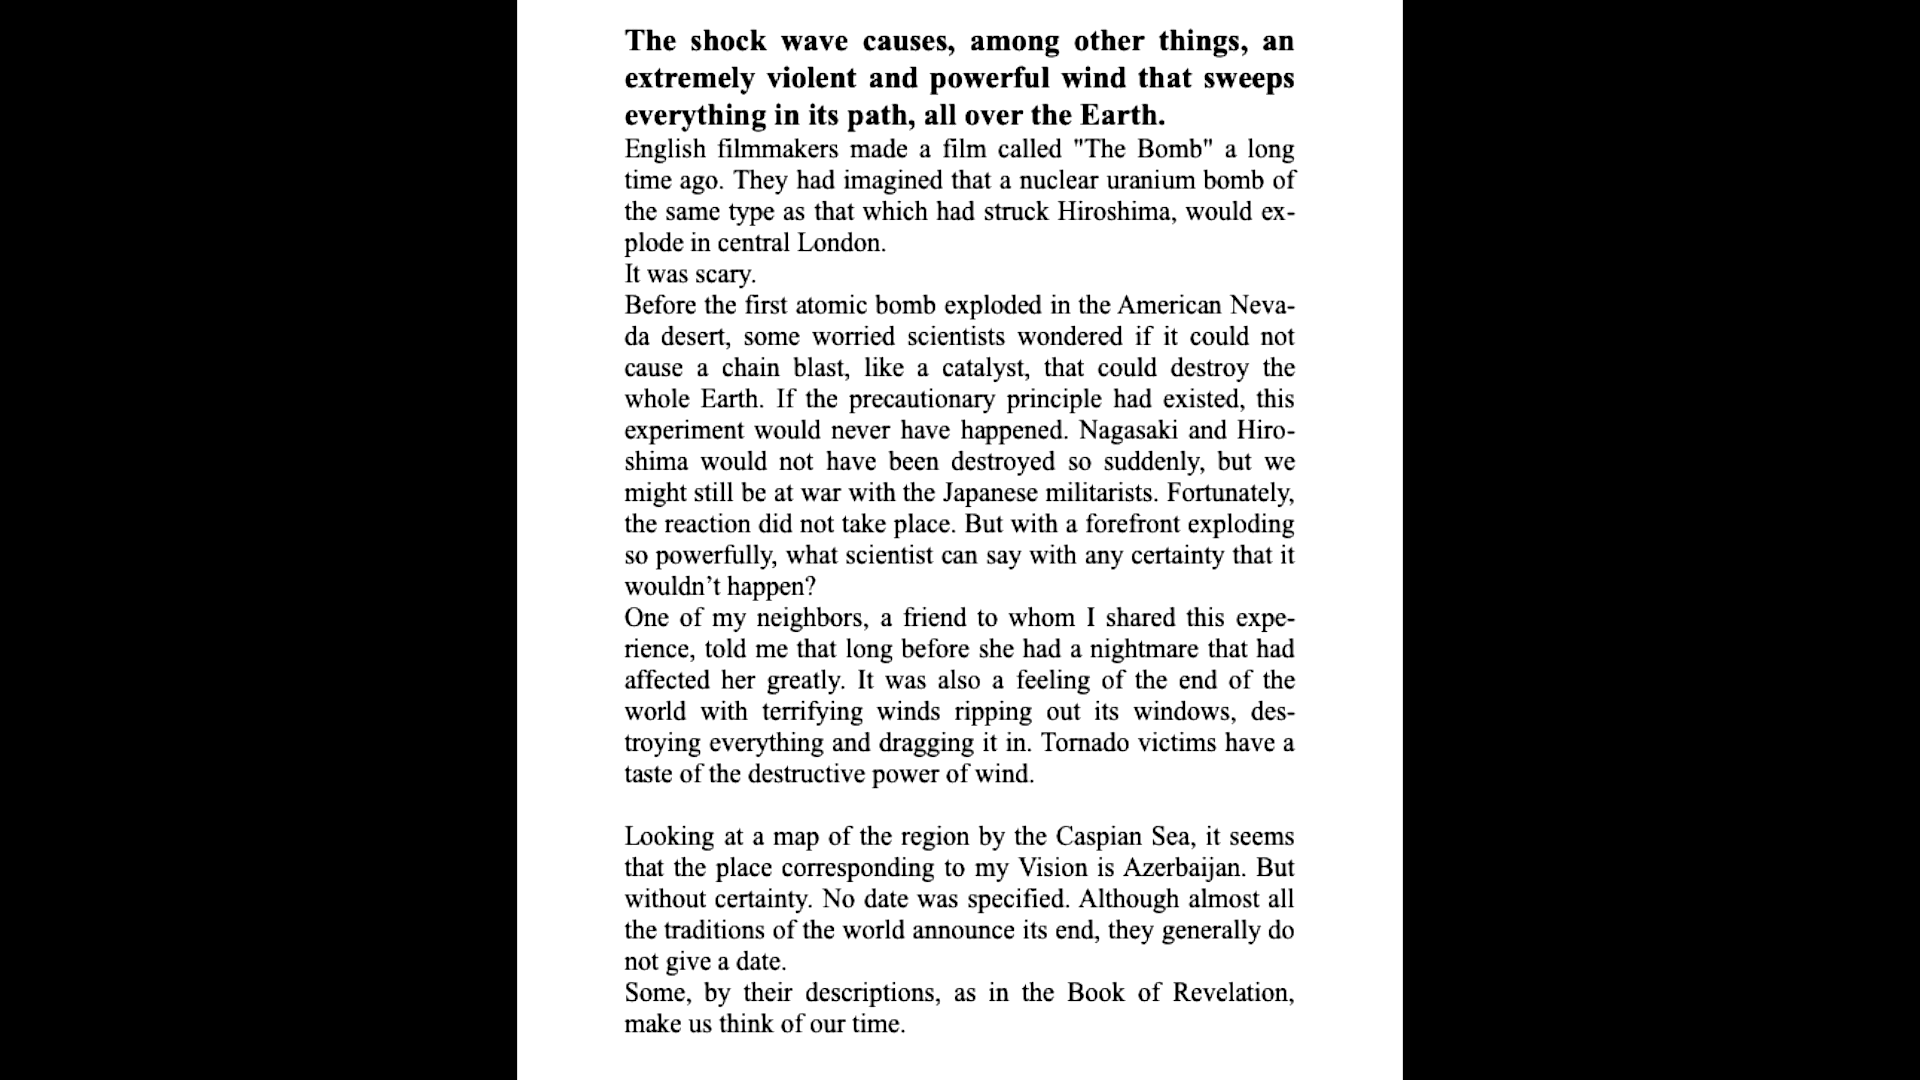 The shock wave causes, among other things, an
extremely violent and powerful wind that sweeps
everything in its path, all over the Earth.
English filmmakers made a film called "The Bomb" a long
time ago. They had imagined that a nuclear uranium bomb of
the same type as that which had struck Hiroshima, would ex-
plode in central London.
It was scary.
Before the first atomic bomb exploded in the American Neva-
da desert, some worried scientists wondered if it could not
cause a chain blast, like a catalyst, that could destroy the
whole Earth. If the precautionary principle had existed, this
experiment would never have happened. Nagasaki and Hiro-
shima would not have been destroyed so suddenly, but we
might still be at war with the Japanese militarists. Fortunately,
the reaction did not take place. But with a forefront exploding
so powerfully, what scientist can say with any certainty that it
wouldn’t happen?
One of my neighbors, a friend to whom I shared this expe-
rience, told me that long before she had a nightmare that had
affected her greatly. It was also a feeling of the end of the
world with terrifying winds ripping out its windows, des-
troying everything and dragging it in. Tornado victims have a
taste of the destructive power of wind.
Looking at a map of the region by the Caspian Sea, it seems
that the place corresponding to my Vision is Azerbaijan. But
without certainty. No date was specified. Although almost all
the traditions of the world announce its end, they generally do
not give a date.
Some, by their descriptions, as in the Book of Revelation,
make us think of our time.